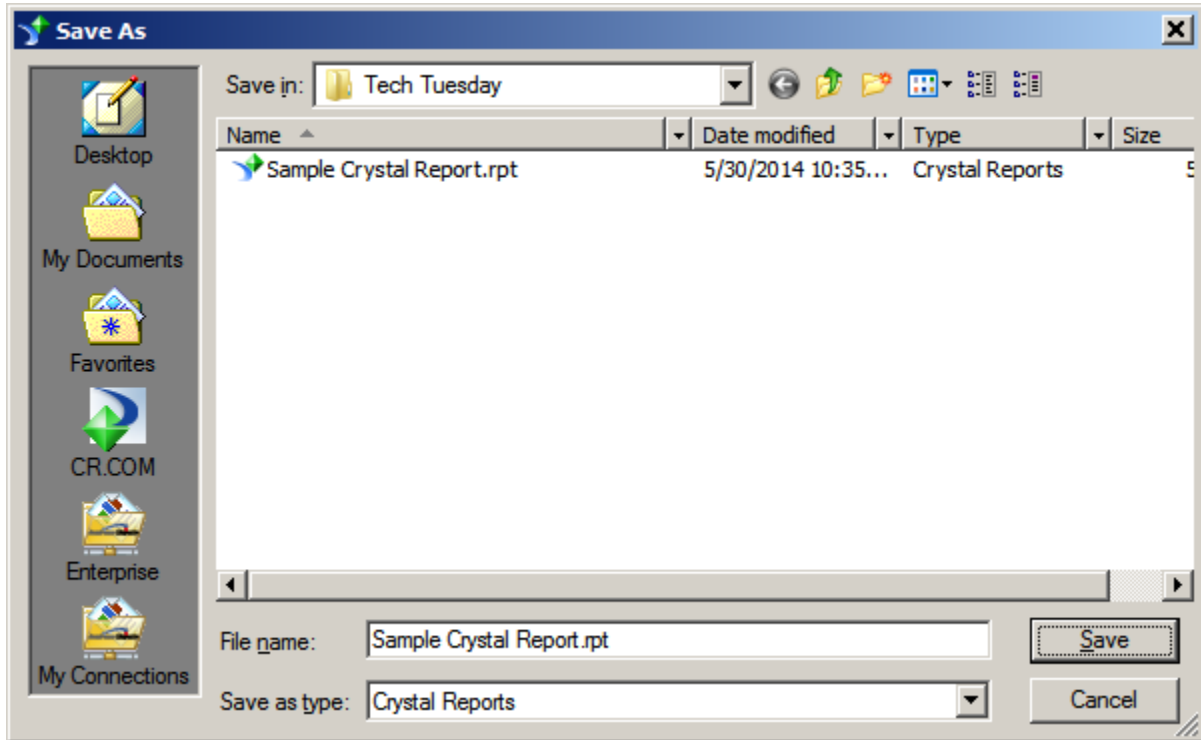 Save As
Save in: Tech Tuesday
Name Date modified Type Size
Sample Crystal Report.rpt 5/30/2014 10:35... Crystal Reports 5
Desktop
My Documents
Favorites
CR.COM
Enterprise
My Connections
File name: Sample Crystal Report.rpt Save
Save as type: Crystal Reports Cancel